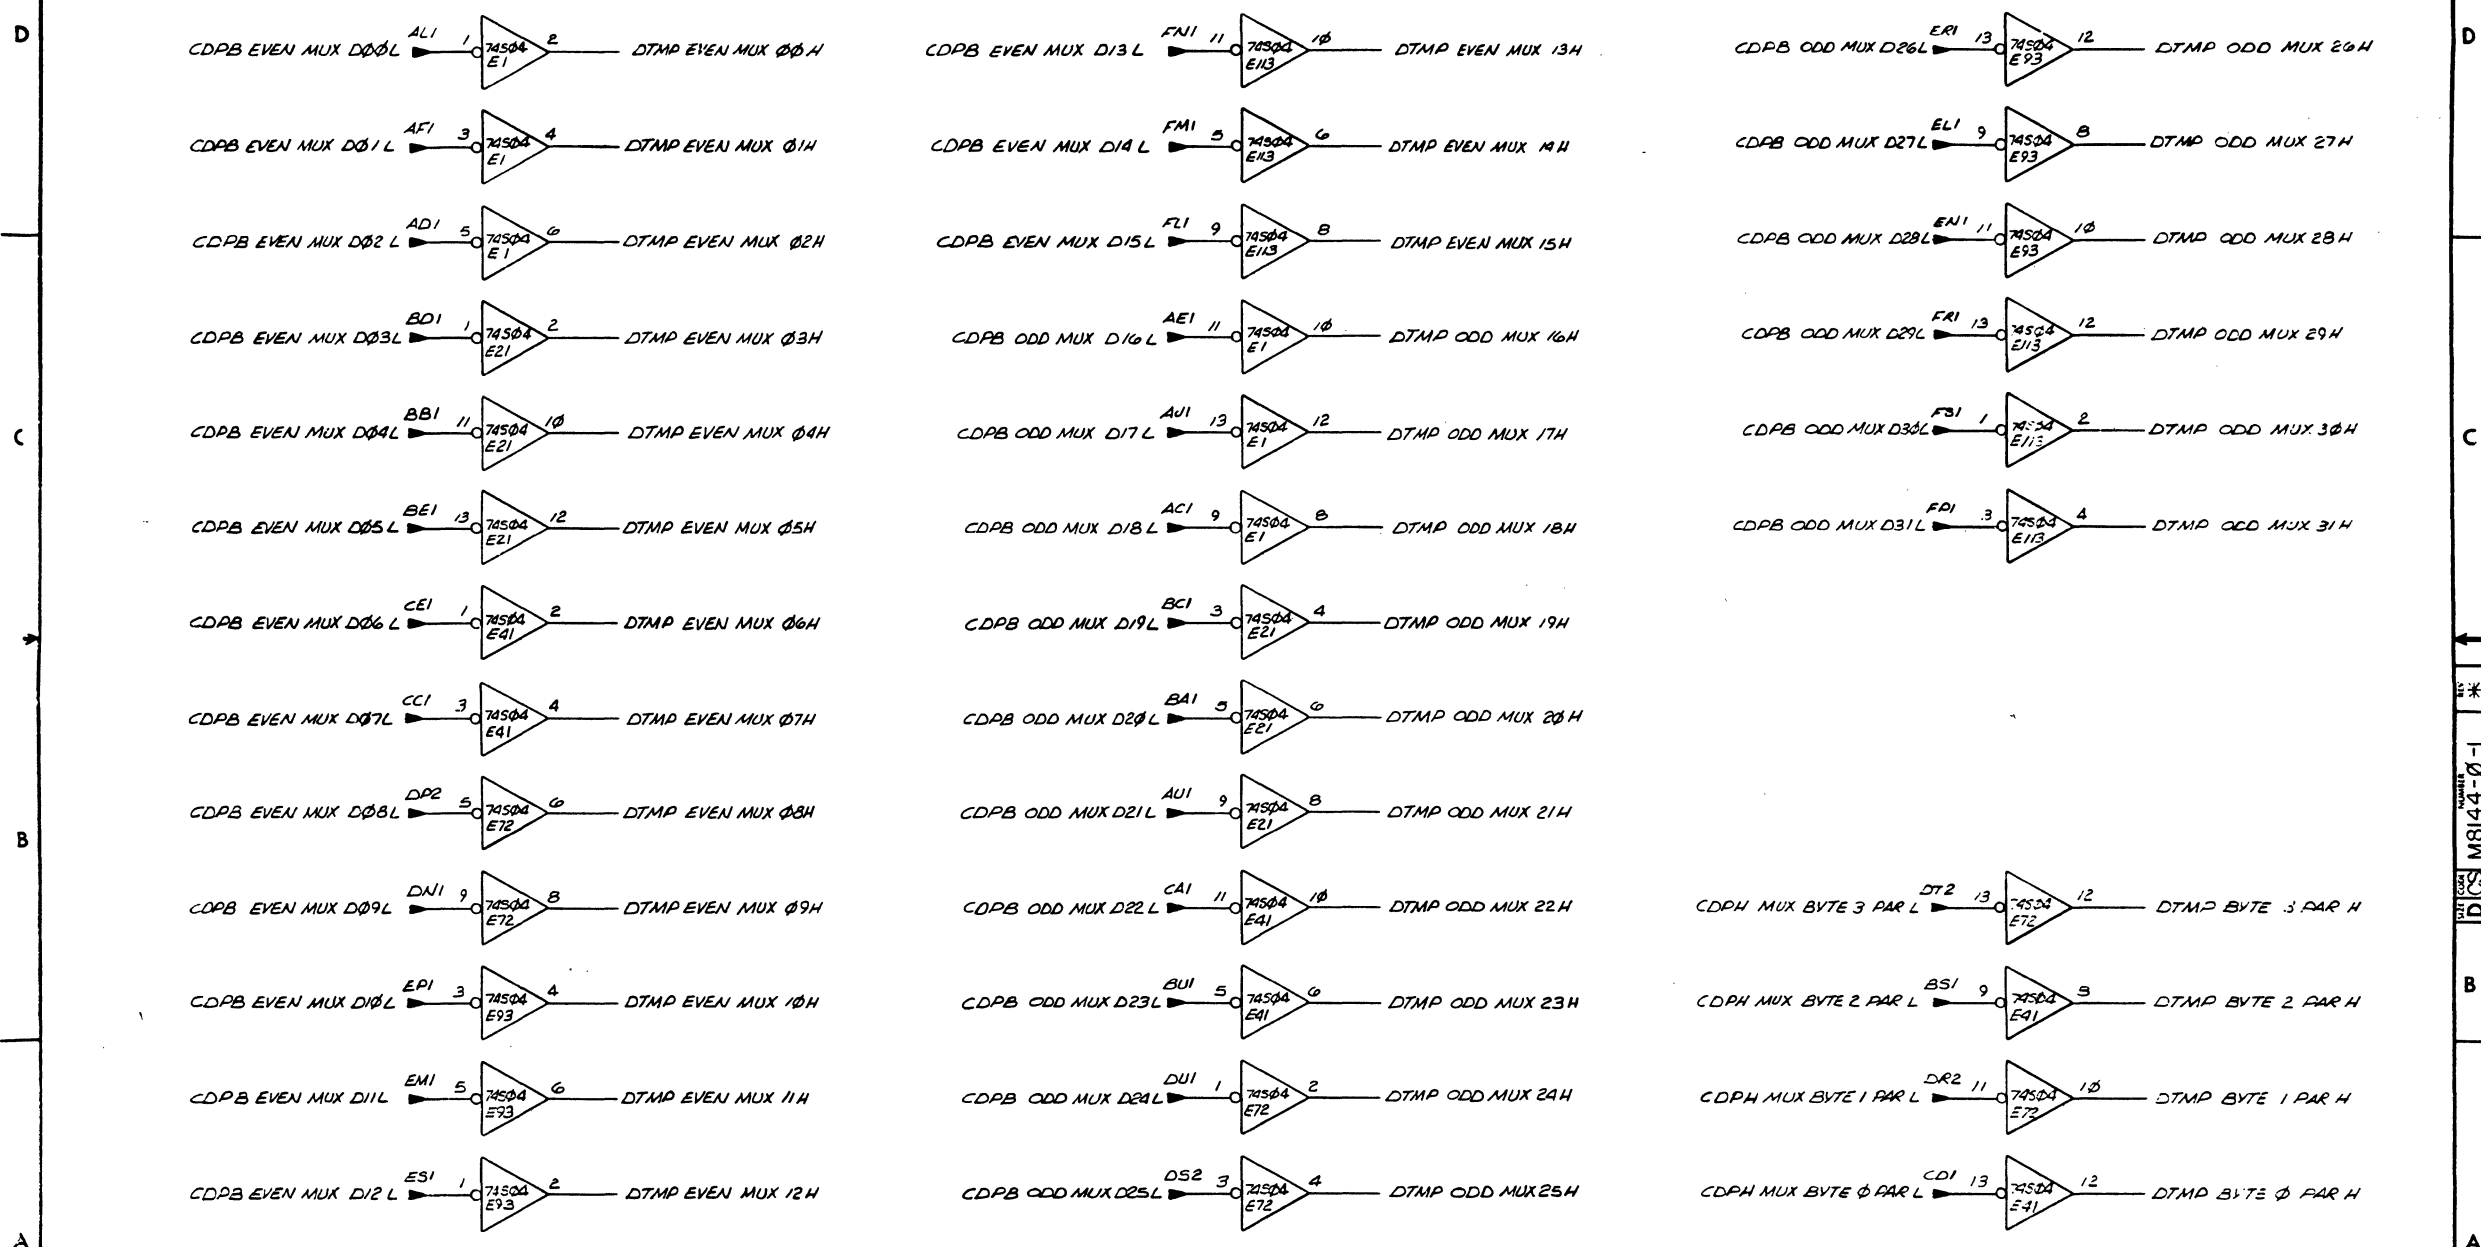 D
CDPB EVEN MUX DØØL AL1 1 74SØ4 E1 2 DTMP EVEN MUX ØØH
CDPB EVEN MUX DØ1L AF1 3 74SØ4 E1 4 DTMP EVEN MUX Ø1H
CDPB EVEN MUX DØ2L AD1 5 74SØ4 E1 6 DTMP EVEN MUX Ø2H
CDPB EVEN MUX DØ3L BD1 1 74SØ4 E21 2 DTMP EVEN MUX Ø3H
C
CDPB EVEN MUX DØ4L BB1 11 74SØ4 E21 1Ø DTMP EVEN MUX Ø4H
CDPB EVEN MUX DØ5L BE1 13 74SØ4 E21 12 DTMP EVEN MUX Ø5H
CDPB EVEN MUX DØ6L CE1 1 74SØ4 E41 2 DTMP EVEN MUX Ø6H
CDPB EVEN MUX DØ7L CC1 3 74SØ4 E41 4 DTMP EVEN MUX Ø7H
CDPB EVEN MUX DØ8L DP2 5 74SØ4 E72 6 DTMP EVEN MUX Ø8H
B
CDPB EVEN MUX DØ9L DN1 9 74SØ4 E72 8 DTMP EVEN MUX Ø9H
CDPB EVEN MUX D1ØL EP1 3 74SØ4 E93 4 DTMP EVEN MUX 1ØH
CDPB EVEN MUX D11L EM1 5 74SØ4 E93 6 DTMP EVEN MUX 11H
CDPB EVEN MUX D12L ES1 1 74SØ4 E93 2 DTMP EVEN MUX 12H
A
CDPB EVEN MUX D13L FN1 11 74SØ4 E113 1Ø DTMP EVEN MUX 13H
CDPB EVEN MUX D14L FM1 5 74SØ4 E113 6 DTMP EVEN MUX 14H
CDPB EVEN MUX D15L FL1 9 74SØ4 E113 8 DTMP EVEN MUX 15H
CDPB ODD MUX D16L AE1 11 74SØ4 E1 1Ø DTMP ODD MUX 16H
CDPB ODD MUX D17L AJ1 13 74SØ4 E1 12 DTMP ODD MUX 17H
CDPB ODD MUX D18L AC1 9 74SØ4 E1 8 DTMP ODD MUX 18H
CDPB ODD MUX D19L BC1 3 74SØ4 E21 4 DTMP ODD MUX 19H
CDPB ODD MUX D2ØL BA1 5 74SØ4 E21 6 DTMP ODD MUX 2ØH
CDPB ODD MUX D21L AU1 9 74SØ4 E21 8 DTMP ODD MUX 21H
CDPB ODD MUX D22L CA1 11 74SØ4 E41 1Ø DTMP ODD MUX 22H
CDPB ODD MUX D23L BU1 5 74SØ4 E41 6 DTMP ODD MUX 23H
CDPB ODD MUX D24L DU1 1 74SØ4 E72 2 DTMP ODD MUX 24H
CDPB ODD MUX D25L DS2 3 74SØ4 E72 4 DTMP ODD MUX 25H
CDPB ODD MUX D26L ER1 13 74SØ4 E93 12 DTMP ODD MUX 26H
CDPB ODD MUX D27L EL1 9 74SØ4 E93 8 DTMP ODD MUX 27H
CDPB ODD MUX D28L EN1 11 74SØ4 E93 1Ø DTMP ODD MUX 28H
CDPB ODD MUX D29L FR1 13 74SØ4 E113 12 DTMP ODD MUX 29H
CDPB ODD MUX D3ØL FS1 1 74SØ4 E113 2 DTMP ODD MUX 3ØH
CDPB ODD MUX D31L FP1 3 74SØ4 E113 4 DTMP ODD MUX 31H
CDPH MUX BYTE 3 PAR L DT2 13 74SØ4 E72 12 DTMP BYTE 3 PAR H
CDPH MUX BYTE 2 PAR L BS1 9 74SØ4 E41 8 DTMP BYTE 2 PAR H
CDPH MUX BYTE 1 PAR L DR2 11 74SØ4 E72 1Ø DTMP BYTE 1 PAR H
CDPH MUX BYTE Ø PAR L CD1 13 74SØ4 E41 12 DTMP BYTE Ø PAR H
D
C
REV *
NUMBER M8144-Ø-1
SIZE D CODE CS
B
A